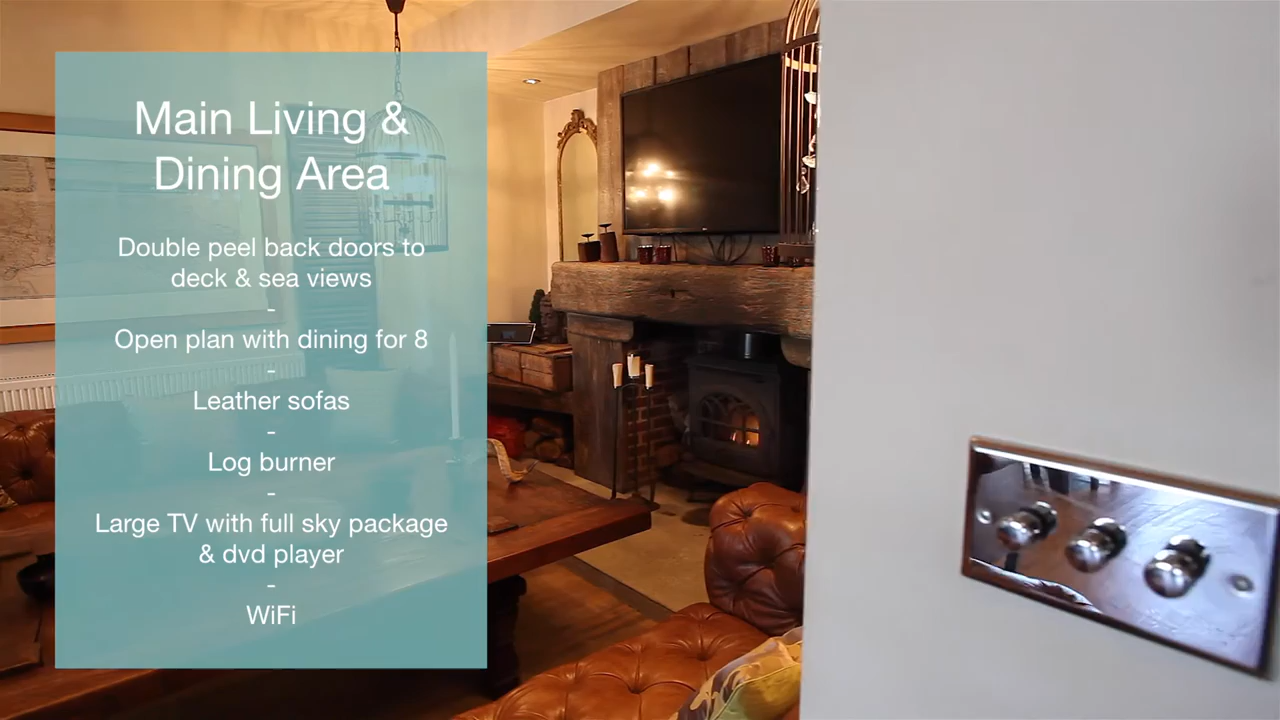 Main Living &
Dining Area
Double peel back doors to
deck & sea views
-
Open plan with dining for 8
-
Leather sofas
-
Log burner
-
Large TV with full sky package
& dvd player
-
WiFi